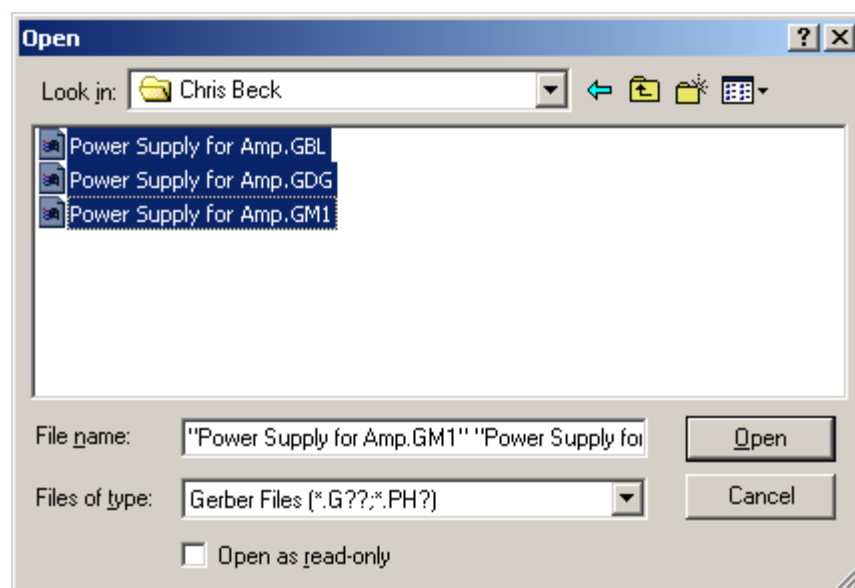 Open
Look in: Chris Beck
Power Supply for Amp.GBL
Power Supply for Amp.GDG
Power Supply for Amp.GM1
File name: "Power Supply for Amp.GM1" "Power Supply for
Open
Files of type: Gerber Files (*.G??;*.PH?)
Cancel
Open as read-only